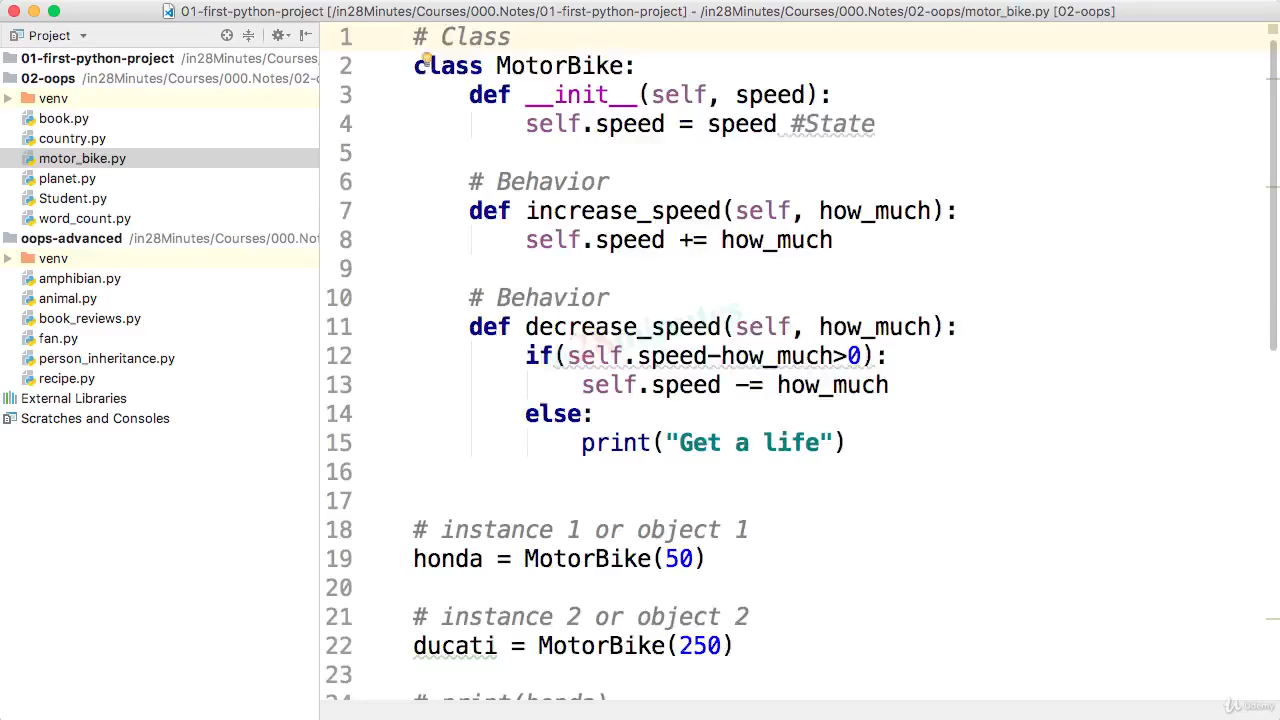 01-first-python-project [/in28Minutes/Courses/000.Notes/01-first-python-project] - /in28Minutes/Courses/000.Notes/02-oops/motor_bike.py [02-oops]
Project
01-first-python-project /in28Minutes/Courses
02-oops /in28Minutes/Courses/000.Notes/02-o
venv
book.py
country.py
motor_bike.py
planet.py
Student.py
word_count.py
oops-advanced /in28Minutes/Courses/000.Not
venv
amphibian.py
animal.py
book_reviews.py
fan.py
person_inheritance.py
recipe.py
External Libraries
Scratches and Consoles
1 # Class
2 class MotorBike:
3 def __init__(self, speed):
4 self.speed = speed #State
5
6 # Behavior
7 def increase_speed(self, how_much):
8 self.speed += how_much
9
10 # Behavior
11 def decrease_speed(self, how_much):
12 if(self.speed-how_much>0):
13 self.speed -= how_much
14 else:
15 print("Get a life")
16
17
18 # instance 1 or object 1
19 honda = MotorBike(50)
20
21 # instance 2 or object 2
22 ducati = MotorBike(250)
23
24 # print(honda)
Udemy